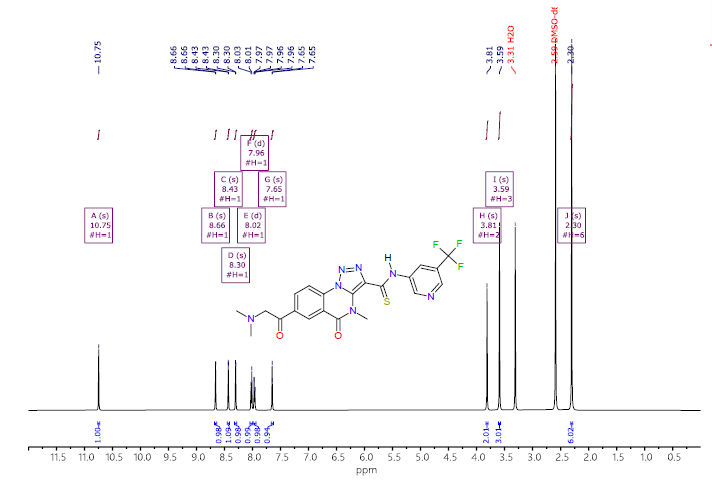 10.75
8.66
8.66
8.43
8.43
8.30
8.30
8.03
8.01
7.97
7.97
7.96
7.96
7.65
7.65
3.81
3.59
3.31 H2O
2.59 DMSO-d6
2.30
F (d)
7.96
#H=1
C (s)
8.43
#H=1
G (s)
7.65
#H=1
I (s)
3.59
#H=3
A (s)
10.75
#H=1
B (s)
8.66
#H=1
E (d)
8.02
#H=1
H (s)
3.81
#H=2
J (s)
2.30
#H=6
D (s)
8.30
#H=1
F
F
F
H
N
N
N
N
N
S
N
N
O
O
1.00
0.98
1.09
0.98
0.99
0.98
0.94
2.01
3.01
6.02
11.5 11.0 10.5 10.0 9.5 9.0 8.5 8.0 7.5 7.0 6.5 6.0 5.5 5.0 4.5 4.0 3.5 3.0 2.5 2.0 1.5 1.0 0.5
ppm